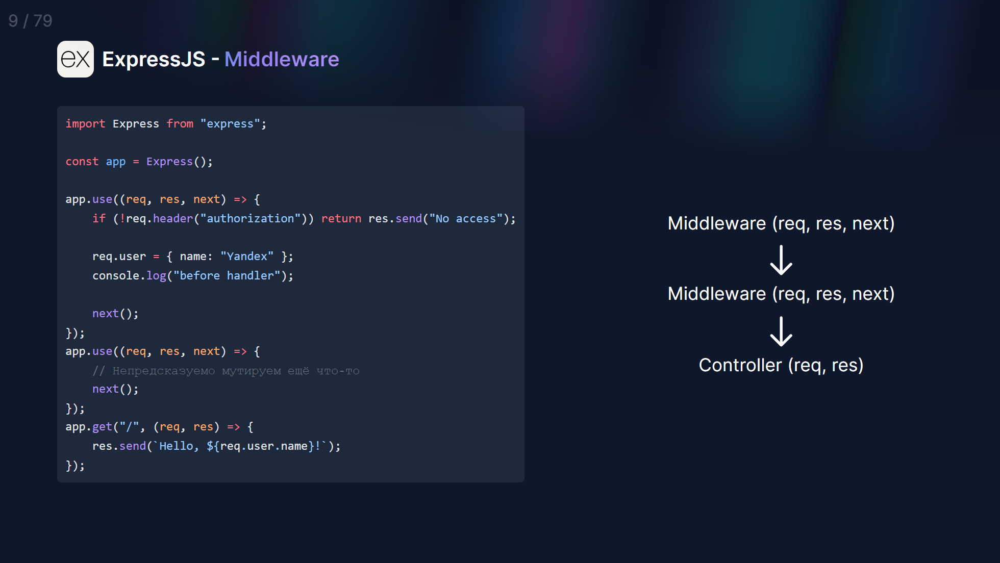 9 / 79
ex
ExpressJS - Middleware
import Express from "express";
const app = Express();
app.use((req, res, next) => {
    if (!req.header("authorization")) return res.send("No access");
    req.user = { name: "Yandex" };
    console.log("before handler");
    next();
});
app.use((req, res, next) => {
    // Непредсказуемо мутируем ещё что-то
    next();
});
app.get("/", (req, res) => {
    res.send(`Hello, ${req.user.name}!`);
});
Middleware (req, res, next)
Middleware (req, res, next)
Controller (req, res)